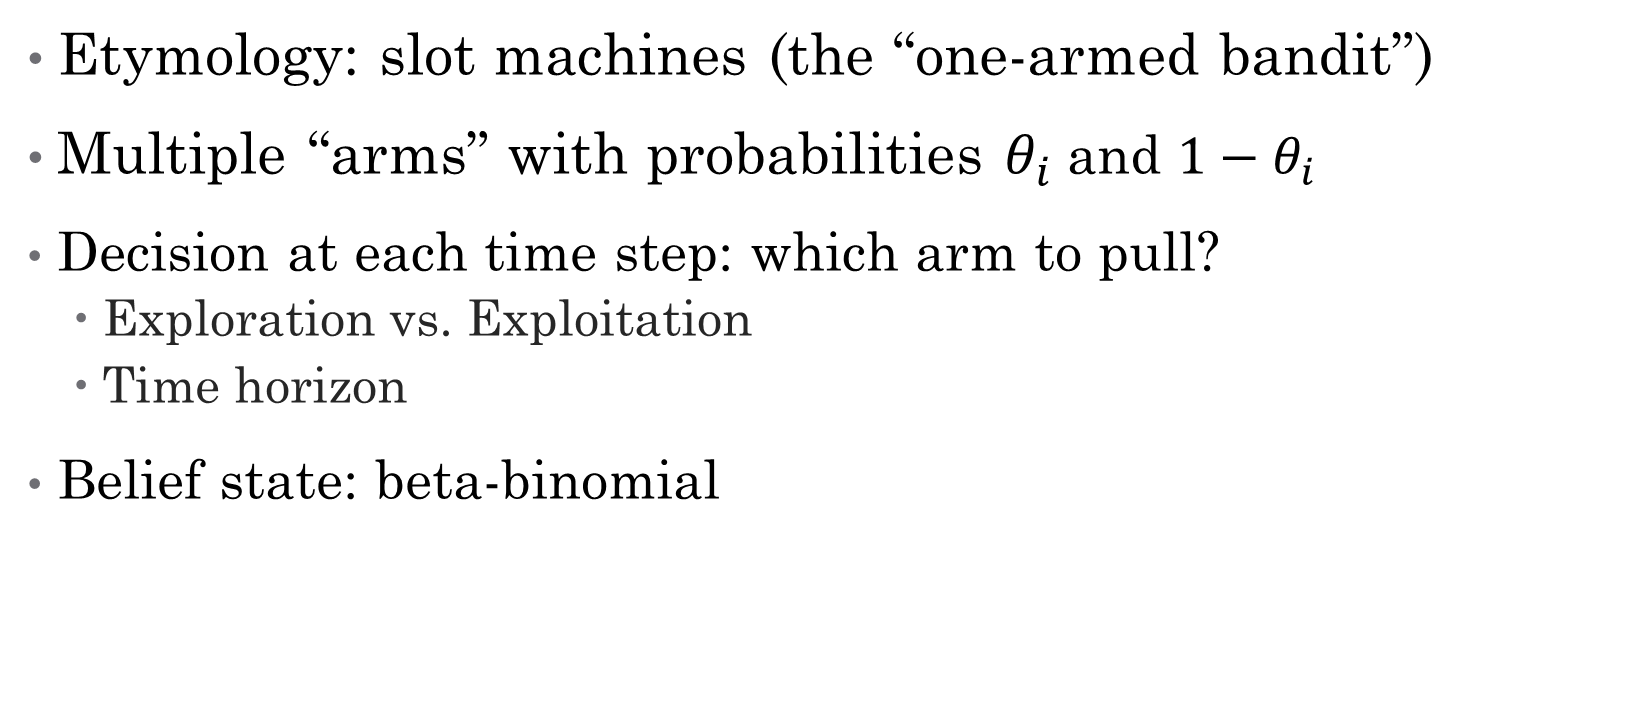 • Etymology: slot machines (the “one-armed bandit”)
• Multiple “arms” with probabilities θᵢ and 1 − θᵢ
• Decision at each time step: which arm to pull?
• Exploration vs. Exploitation
• Time horizon
• Belief state: beta-binomial